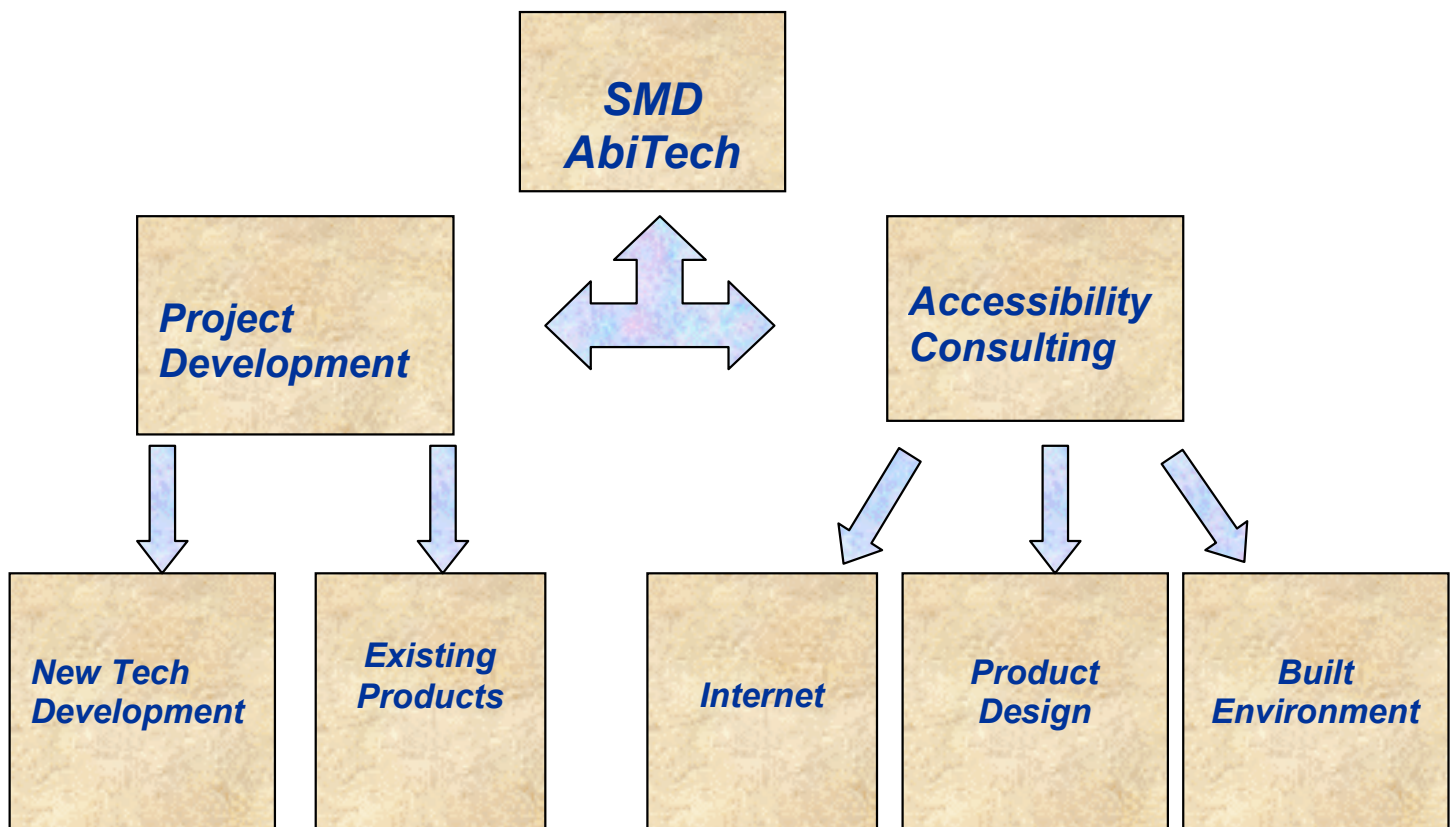 SMD
AbiTech
Project
Development
Accessibility
Consulting
New Tech
Development
Existing
Products
Internet
Product
Design
Built
Environment